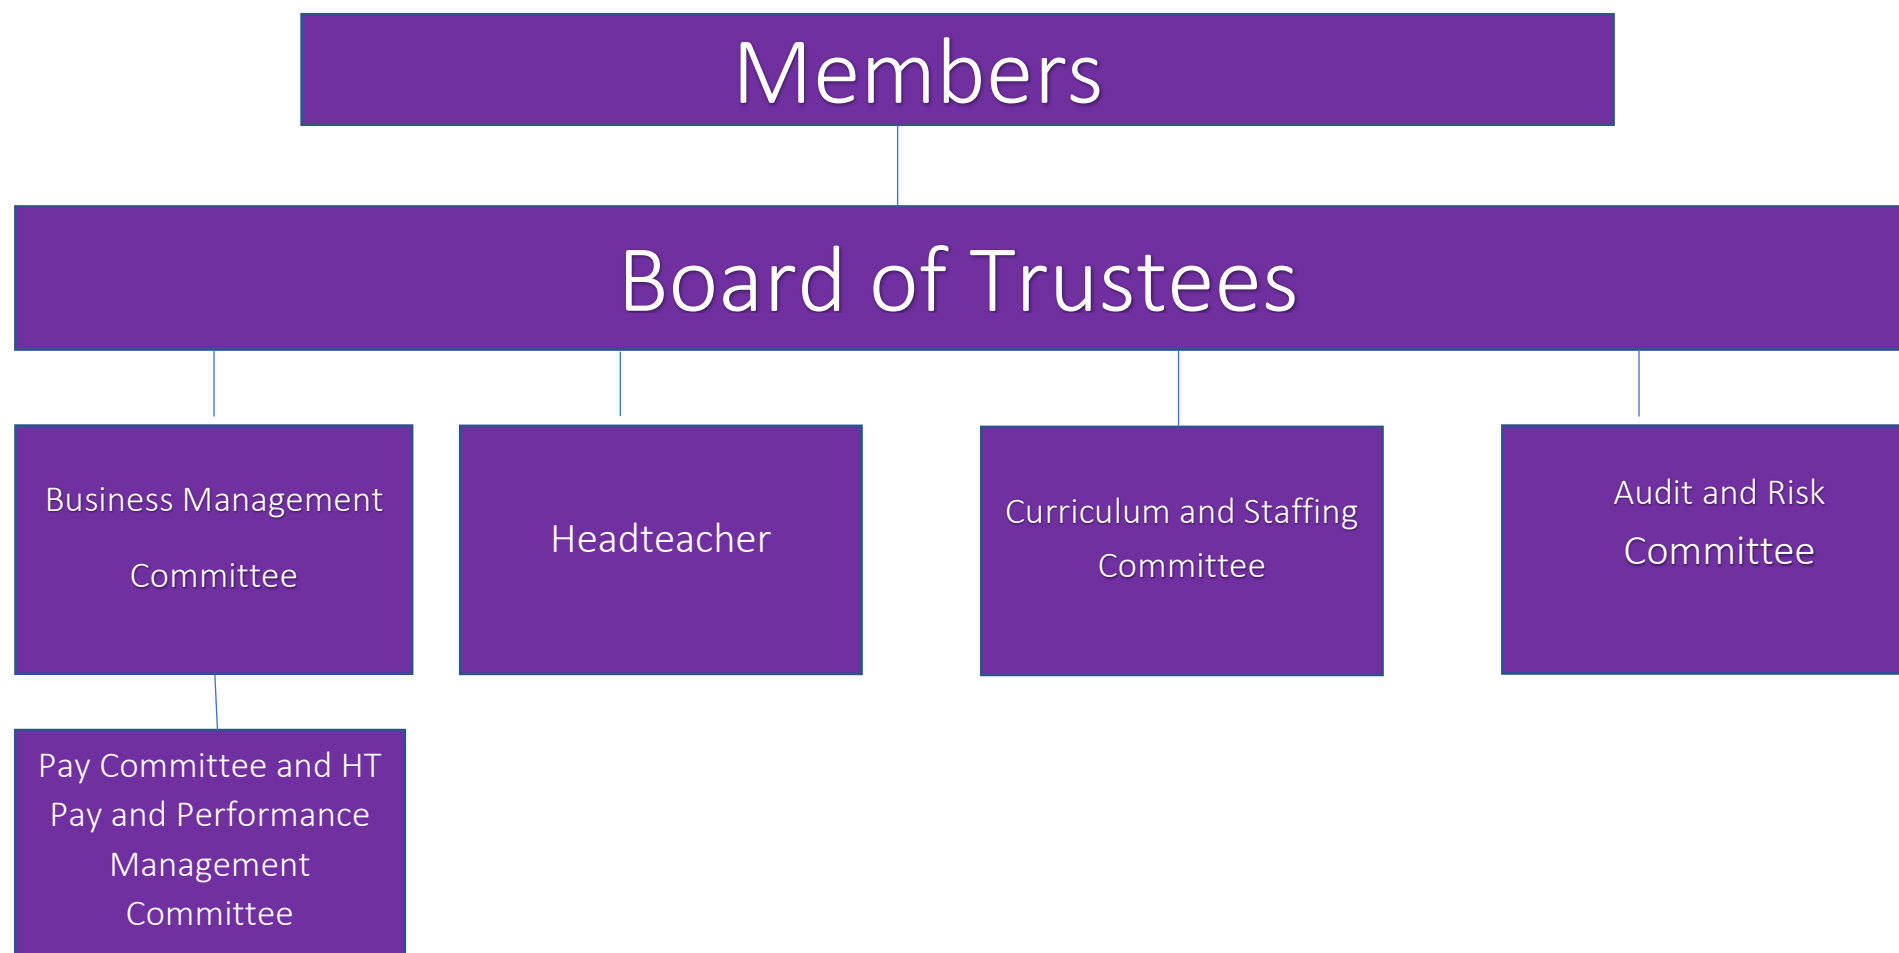 Members
Board of Trustees
Business Management
Committee
Headteacher
Curriculum and Staffing
Committee
Audit and Risk
Committee
Pay Committee and HT
Pay and Performance
Management
Committee